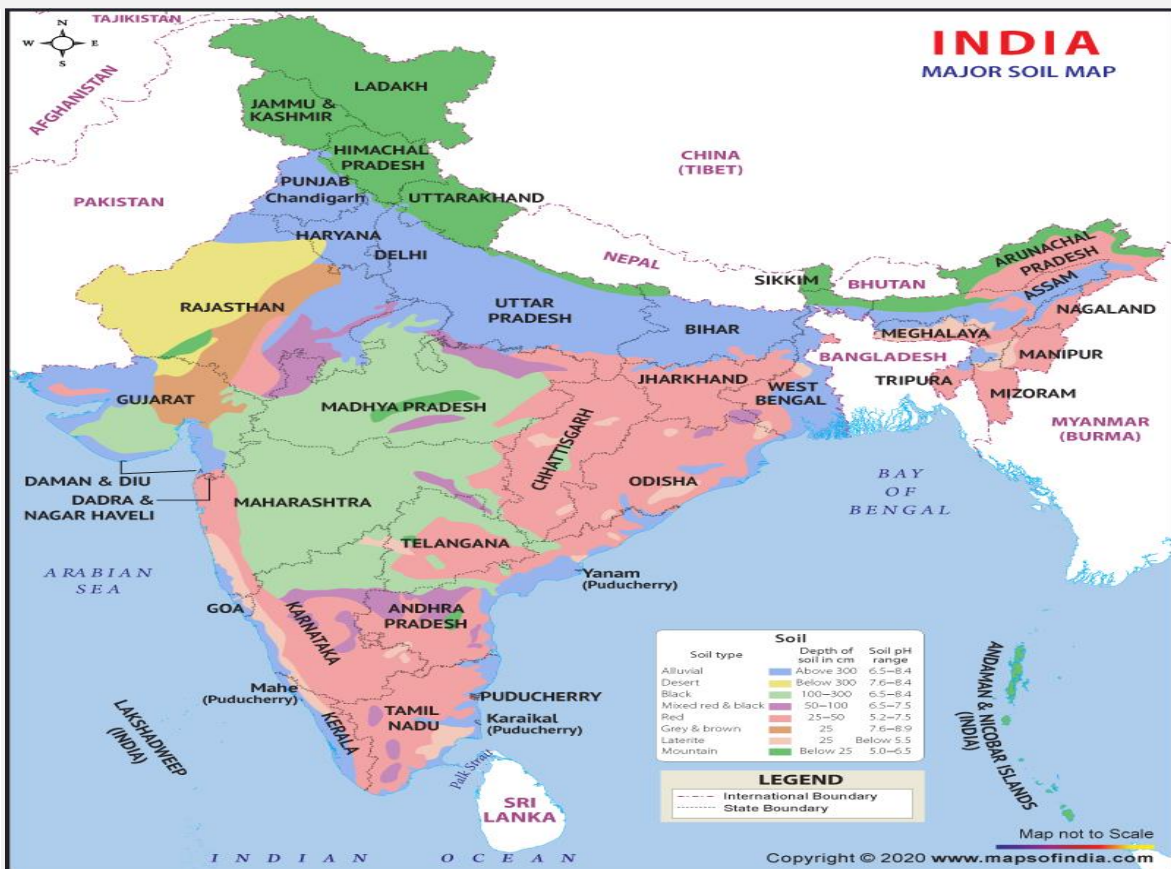 TAJIKISTAN
N
W E
S
INDIA
MAJOR SOIL MAP
AFGHANISTAN
LADAKH
JAMMU &
KASHMIR
HIMACHAL
PRADESH
CHINA
(TIBET)
PUNJAB
Chandigarh
UTTARAKHAND
PAKISTAN
HARYANA
DELHI
NEPAL
SIKKIM
BHUTAN
ARUNACHAL
PRADESH
ASSAM
RAJASTHAN
UTTAR
PRADESH
BIHAR
NAGALAND
MEGHALAYA
BANGLADESH
MANIPUR
TRIPURA
MIZORAM
JHARKHAND
WEST
BENGAL
GUJARAT
MADHYA PRADESH
CHHATTISGARH
MYANMAR
(BURMA)
DAMAN & DIU
DADRA &
NAGAR HAVELI
MAHARASHTRA
ODISHA
BAY
OF
BENGAL
TELANGANA
ARABIAN
SEA
Yanam
(Puducherry)
GOA
KARNATAKA
ANDHRA
PRADESH
Mahe
(Puducherry)
PUDUCHERRY
TAMIL
NADU
Karaikal
(Puducherry)
KERALA
LAKSHADWEEP
(INDIA)
Palk Strait
SRI
LANKA
ANDAMAN & NICOBAR ISLANDS
(INDIA)
Soil
Soil type Depth of soil in cm Soil pH range
Alluvial Above 300 6.5–8.4
Desert Below 300 7.6–8.4
Black 100–300 6.5–8.4
Mixed red & black 50–100 6.5–7.5
Red 25–50 5.2–7.5
Grey & brown 25 7.6–8.9
Laterite 25 Below 5.5
Mountain Below 25 5.0–6.5
LEGEND
International Boundary
State Boundary
Map not to Scale
INDIAN OCEAN
Copyright © 2020 www.mapsofindia.com